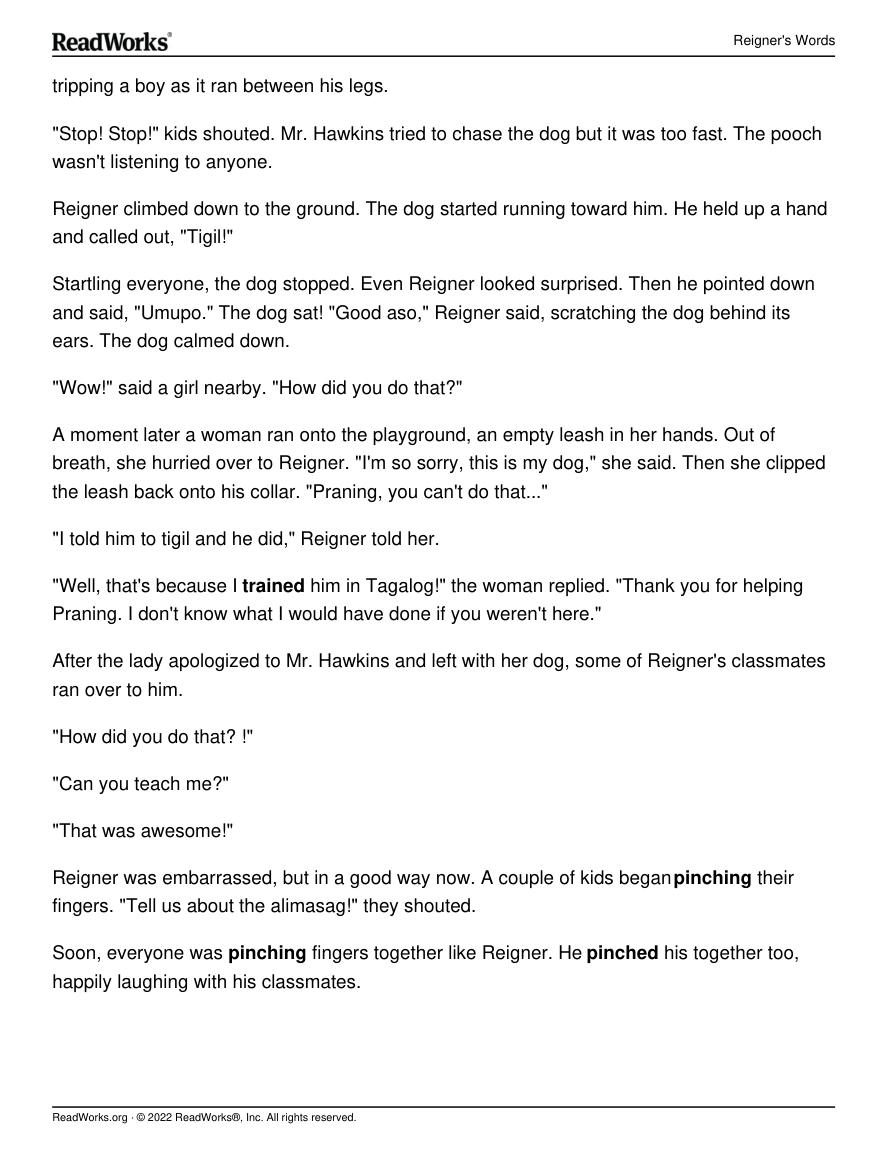 ReadWorks®
Reigner's Words
tripping a boy as it ran between his legs.
"Stop! Stop!" kids shouted. Mr. Hawkins tried to chase the dog but it was too fast. The pooch
wasn't listening to anyone.
Reigner climbed down to the ground. The dog started running toward him. He held up a hand
and called out, "Tigil!"
Startling everyone, the dog stopped. Even Reigner looked surprised. Then he pointed down
and said, "Umupo." The dog sat! "Good aso," Reigner said, scratching the dog behind its
ears. The dog calmed down.
"Wow!" said a girl nearby. "How did you do that?"
A moment later a woman ran onto the playground, an empty leash in her hands. Out of
breath, she hurried over to Reigner. "I'm so sorry, this is my dog," she said. Then she clipped
the leash back onto his collar. "Praning, you can't do that..."
"I told him to tigil and he did," Reigner told her.
"Well, that's because I trained him in Tagalog!" the woman replied. "Thank you for helping
Praning. I don't know what I would have done if you weren't here."
After the lady apologized to Mr. Hawkins and left with her dog, some of Reigner's classmates
ran over to him.
"How did you do that? !"
"Can you teach me?"
"That was awesome!"
Reigner was embarrassed, but in a good way now. A couple of kids began pinching their
fingers. "Tell us about the alimasag!" they shouted.
Soon, everyone was pinching fingers together like Reigner. He pinched his together too,
happily laughing with his classmates.
ReadWorks.org · © 2022 ReadWorks®, Inc. All rights reserved.